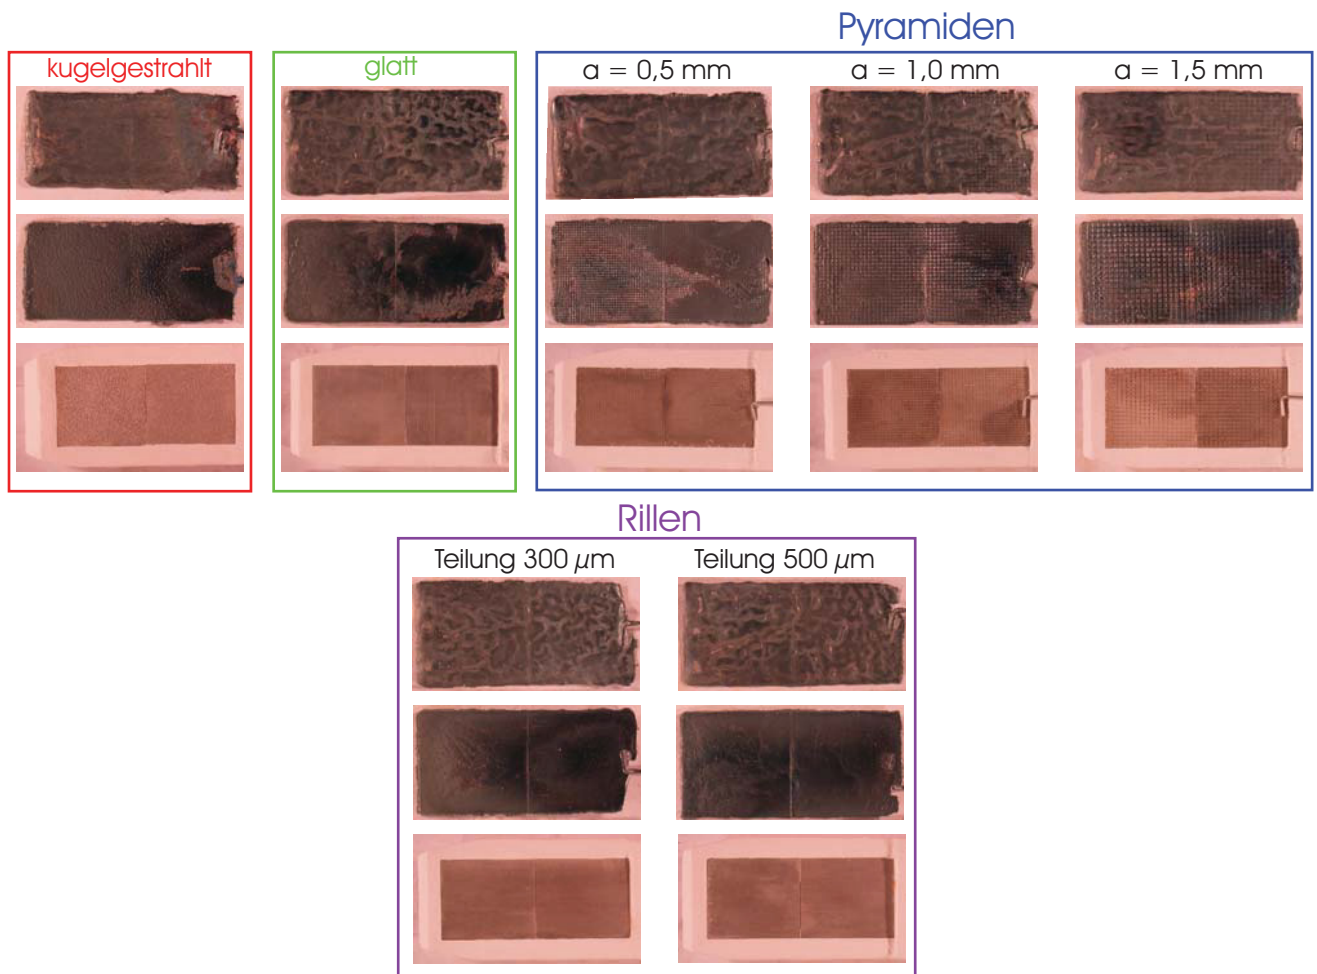 Pyramiden
kugelgestrahlt
glatt
a = 0,5 mm
a = 1,0 mm
a = 1,5 mm
Rillen
Teilung 300 µm
Teilung 500 µm